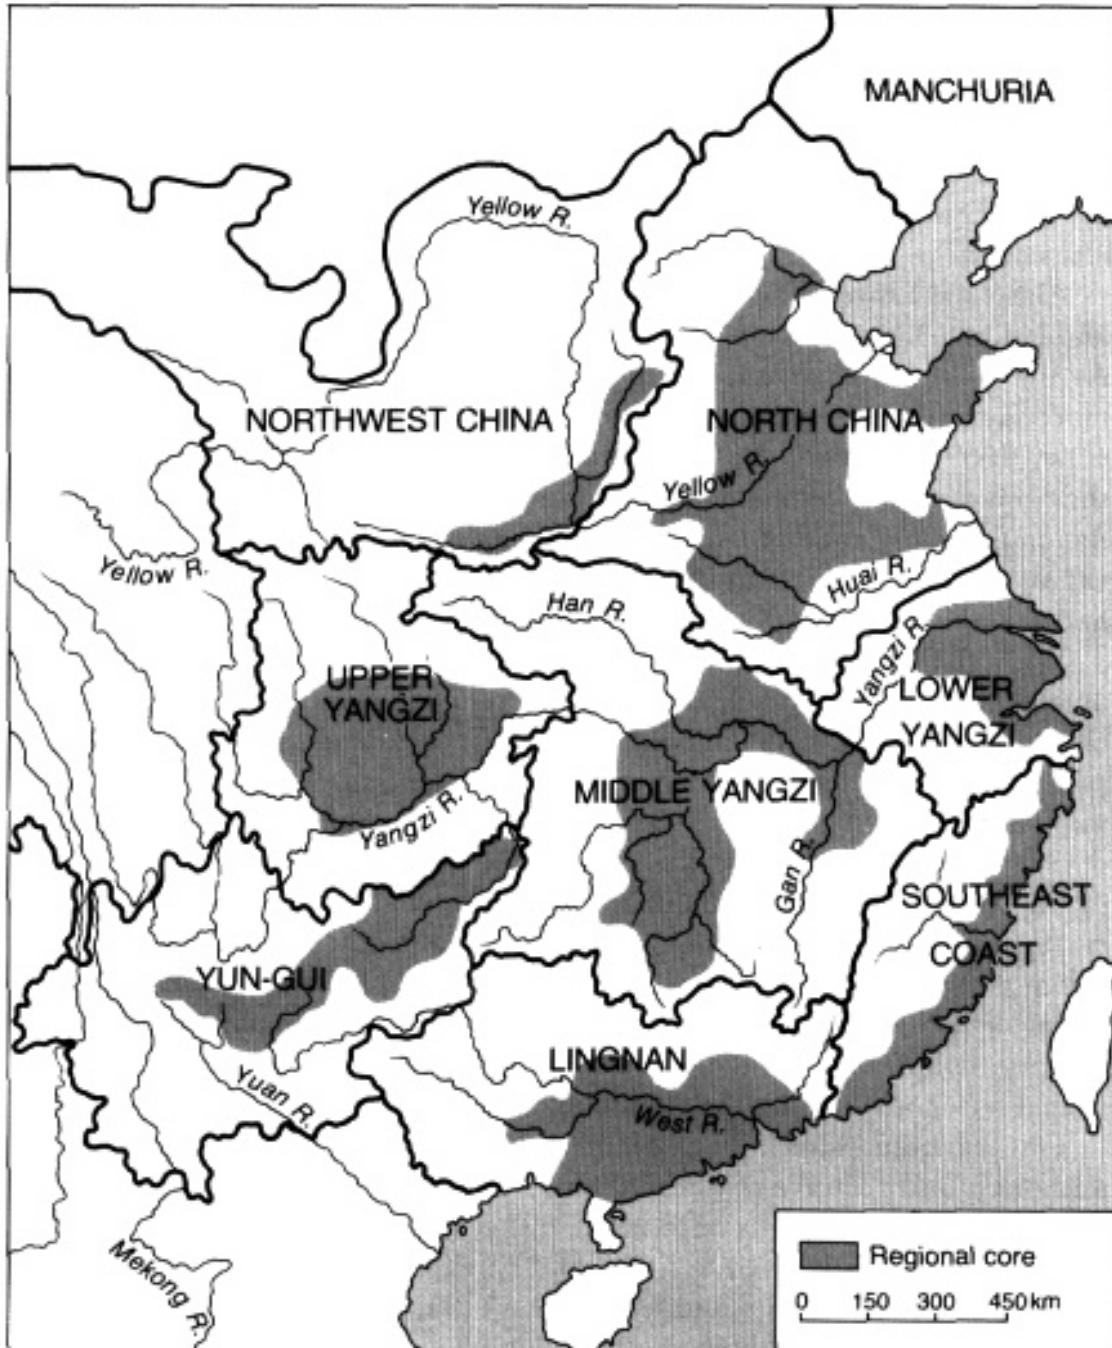 MANCHURIA
Yellow R.
NORTHWEST CHINA
NORTH CHINA
Yellow R.
Yellow R.
Huai R.
Han R.
Yangzi R.
UPPER
YANGZI
LOWER
YANGZI
MIDDLE YANGZI
Yangzi R.
Gan R.
SOUTHEAST
COAST
YUN-GUI
LINGNAN
Yuan R.
West R.
Mekong R.
Regional core
0 150 300 450 km